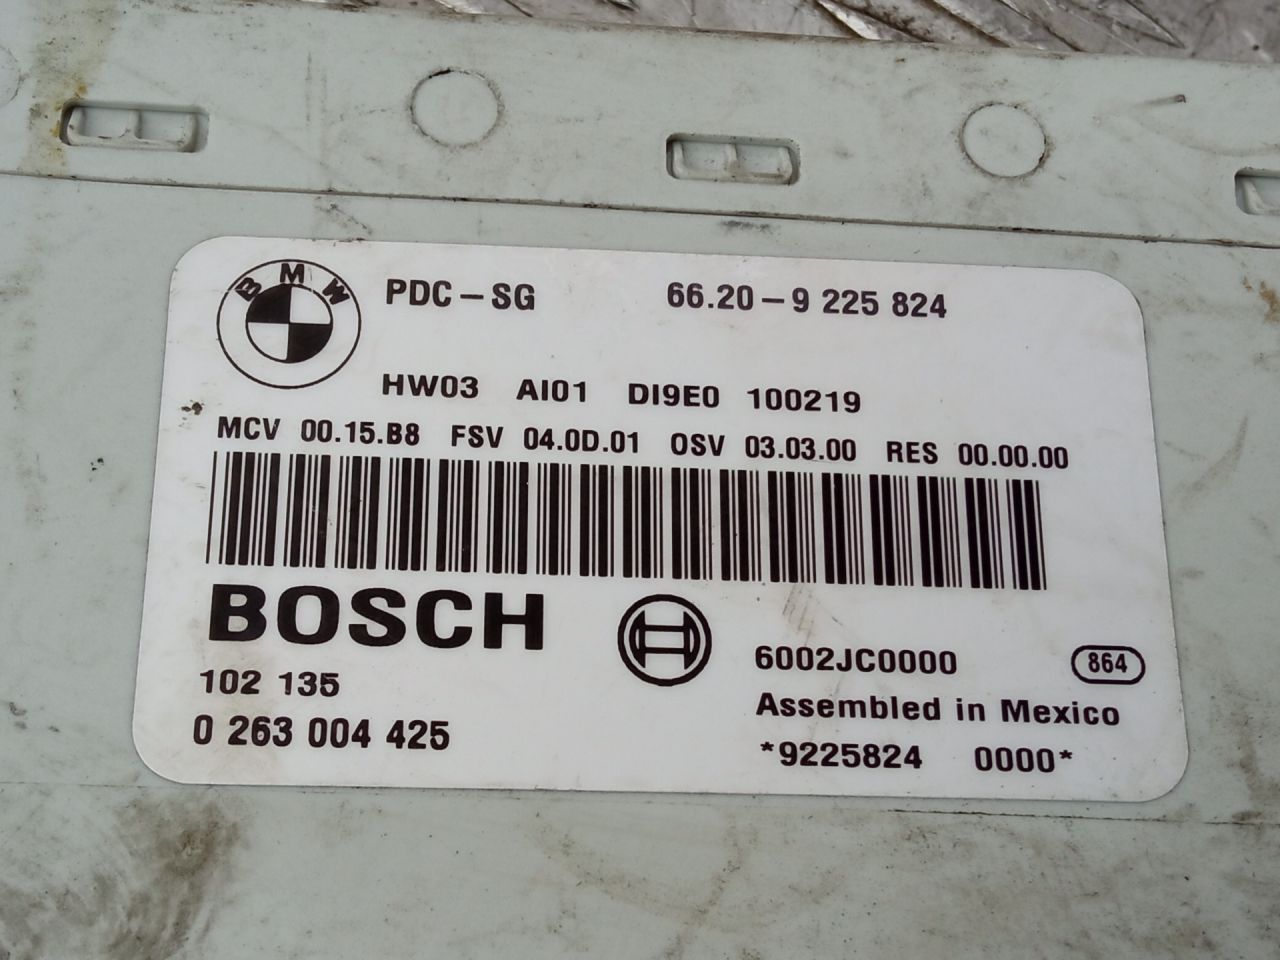 BMW
PDC-SG 66.20-9 225 824
HW03 AI01 DI9E0 100219
MCV 00.15.B8 FSV 04.0D.01 OSV 03.03.00 RES 00.00.00
BOSCH
102 135
0 263 004 425
6002JC0000 864
Assembled in Mexico
*9225824 0000*